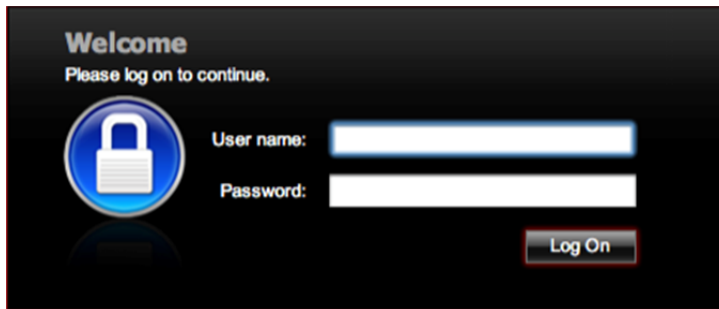 Welcome
Please log on to continue.
User name:
Password:
Log On